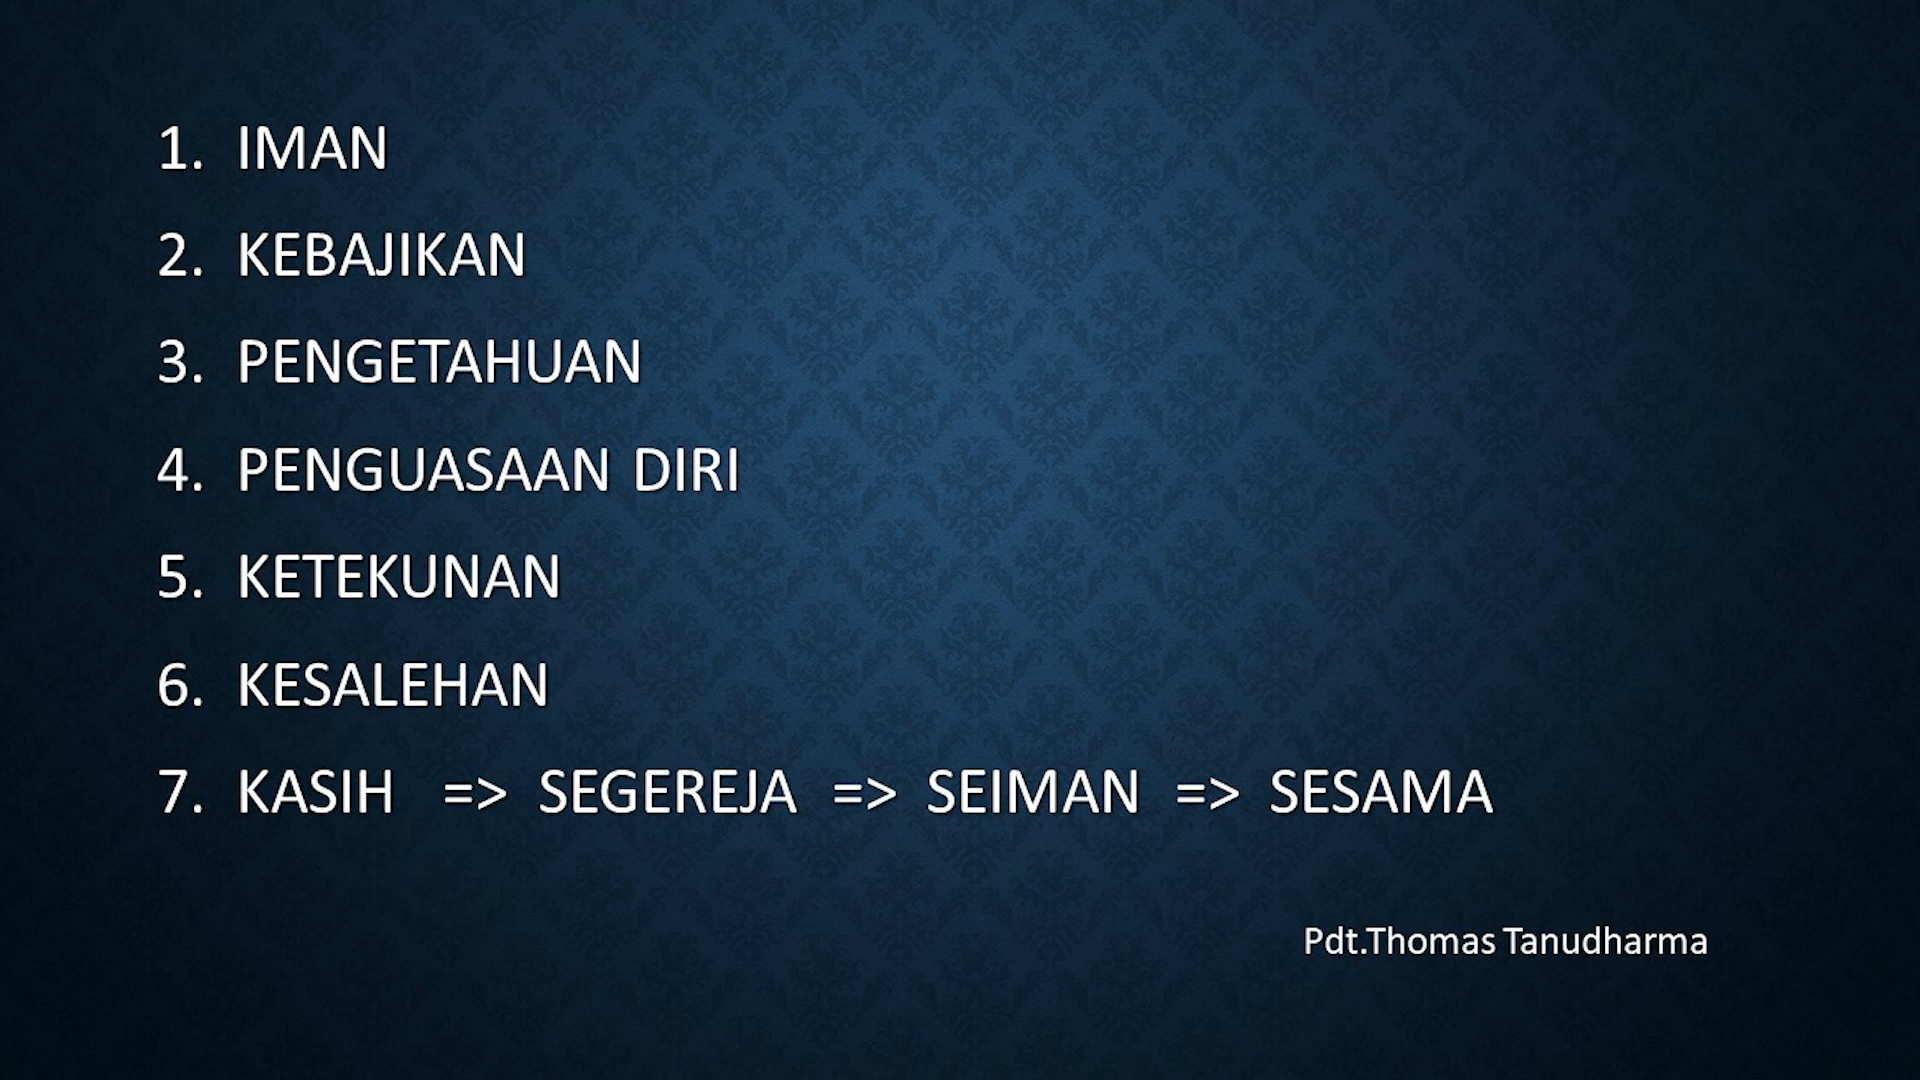 1. IMAN
2. KEBAJIKAN
3. PENGETAHUAN
4. PENGUASAAN DIRI
5. KETEKUNAN
6. KESALEHAN
7. KASIH => SEGEREJA => SEIMAN => SESAMA
Pdt.Thomas Tanudharma